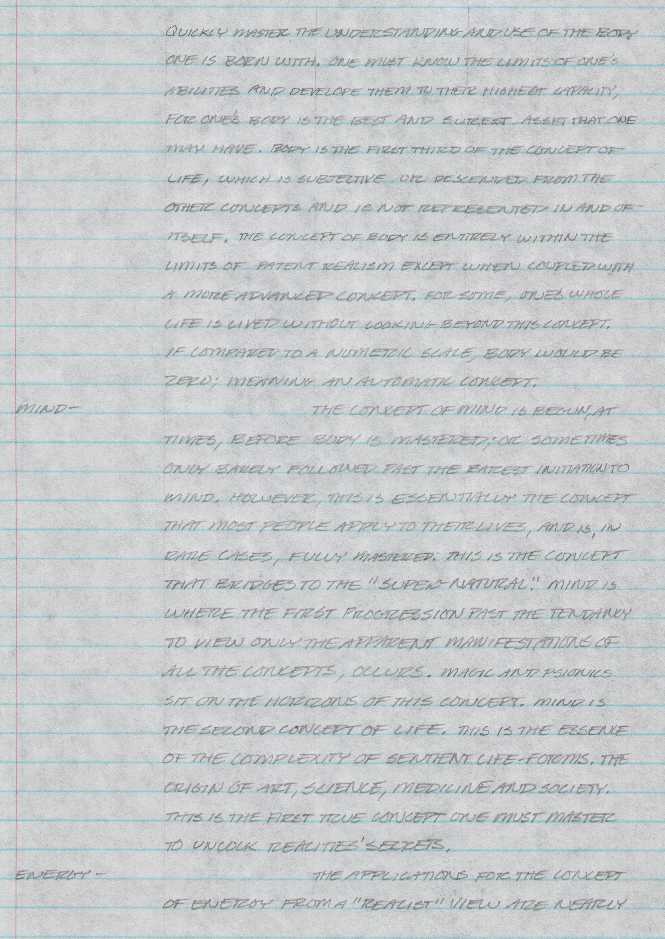 QUICKLY MASTER THE UNDERSTANDING AND USE OF THE BODY
ONE IS BORN WITH. ONE MUST KNOW THE LIMITS OF ONE'S
ABILITIES AND DEVELOPE THEM TO THEIR HIGHEST CAPACITY,
FOR ONE'S BODY IS THE BEST AND SUREST ASSET THAT ONE
MAY HAVE. BODY IS THE FIRST THIRD OF THE CONCEPT OF
LIFE, WHICH IS SUBJECTIVE OR DESCENDED FROM THE
OTHER CONCEPTS AND IS NOT REPRESENTED IN AND OF
ITSELF. THE CONCEPT OF BODY IS ENTIRELY WITHIN THE
LIMITS OF PATENT REALISM EXCEPT WHEN COUPLED WITH
A MORE ADVANCED CONCEPT. FOR SOME, ONE'S WHOLE
LIFE IS LIVED WITHOUT LOOKING BEYOND THIS CONCEPT.
IF COMPARED TO A NUMERIC SCALE, BODY WOULD BE
ZERO; MEANING AN AUTOMATIC CONCEPT.
MIND- THE CONCEPT OF MIND IS BEGUN, AT
TIMES, BEFORE BODY IS MASTERED; OR SOMETIMES
ONLY BARELY FOLLOWED PAST THE BAREST INITIATION TO
MIND. HOWEVER, THIS IS ESSENTIALLY THE CONCEPT
THAT MOST PEOPLE APPLY TO THEIR LIVES, AND IS, IN
RARE CASES, FULLY MASTERED. THIS IS THE CONCEPT
THAT BRIDGES TO THE "SUPER-NATURAL." MIND IS
WHERE THE FIRST PROGRESSION PAST THE TENDANCY
TO VIEW ONLY THE APPARENT MANIFESTATIONS OF
ALL THE CONCEPTS, OCCURS. MAGIC AND PSIONICS
SIT ON THE HORIZONS OF THIS CONCEPT. MIND IS
THE SECOND CONCEPT OF LIFE. THIS IS THE ESSENCE
OF THE COMPLEXITY OF SENTIENT LIFE-FORMS. THE
ORIGIN OF ART, SCIENCE, MEDICINE AND SOCIETY.
THIS IS THE FIRST TRUE CONCEPT ONE MUST MASTER
TO UNLOCK REALITIES' SECRETS.
ENERGY- THE APPLICATIONS FOR THE CONCEPT
OF ENERGY FROM A "REALIST" VIEW ARE NEARLY